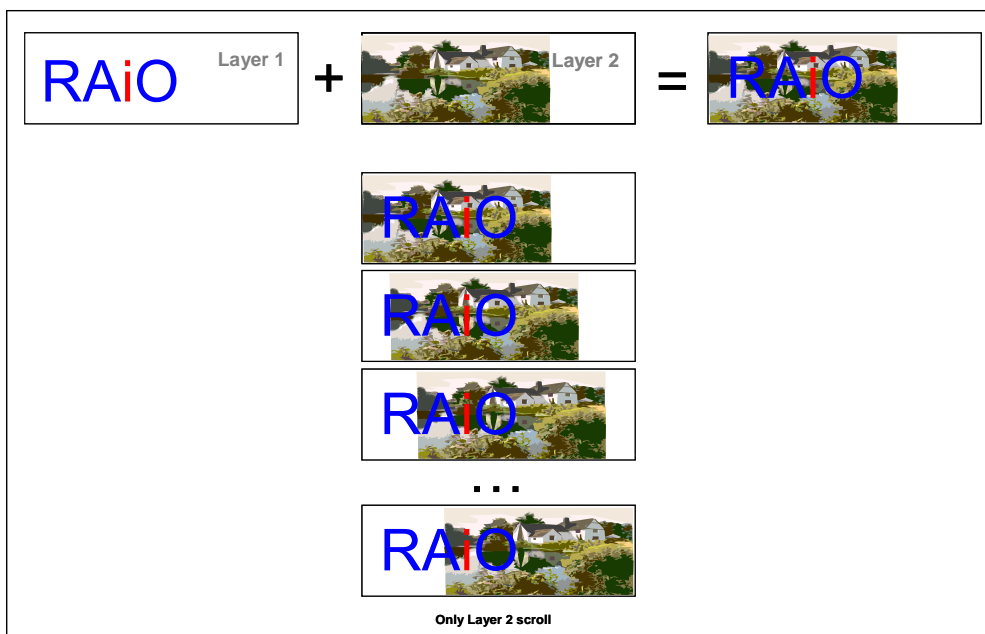 RAiO Layer 1 + Layer 2 = RAiO
RAiO
RAiO
RAiO
...
RAiO
Only Layer 2 scroll